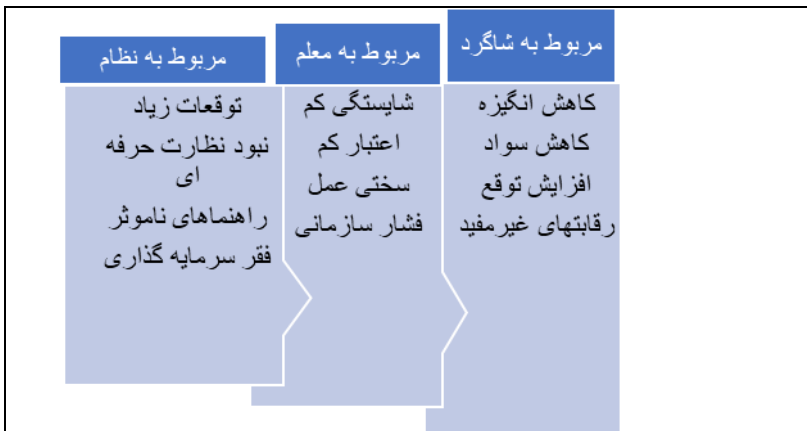 مربوط به شاگرد
کاهش انگیزه
کاهش سواد
افزایش توقع
رقابتهای غیرمفید
مربوط به معلم
شایستگی کم
اعتبار کم
سختی عمل
فشار سازمانی
مربوط به نظام
توقعات زیاد
نبود نظارت حرفه
ای
راهنماهای ناموثر
فقر سرمایه گذاری